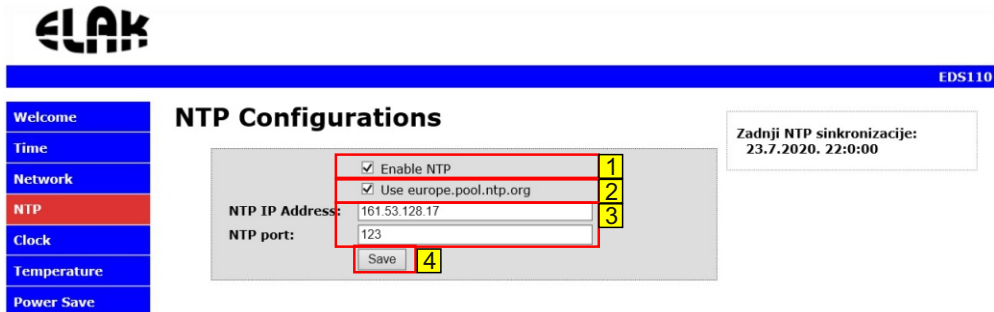 ELAK
EDS110
Welcome
Time
Network
NTP
Clock
Temperature
Power Save
NTP Configurations
Enable NTP 1
Use europe.pool.ntp.org 2
NTP IP Address: 161.53.128.17 3
NTP port: 123
Save 4
Zadnji NTP sinkronizacije:
23.7.2020. 22:0:00